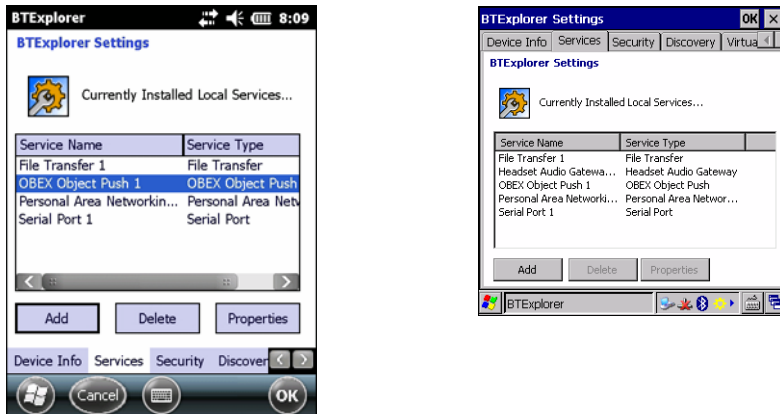 BTExplorer 8:09
BTExplorer Settings
Currently Installed Local Services...
Service Name Service Type
File Transfer 1 File Transfer
OBEX Object Push 1 OBEX Object Push
Personal Area Networkin... Personal Area Netw
Serial Port 1 Serial Port
Add Delete Properties
Device Info Services Security Discover
Cancel OK
BTExplorer Settings OK
Device Info Services Security Discovery Virtua
BTExplorer Settings
Currently Installed Local Services...
Service Name Service Type
File Transfer 1 File Transfer
Headset Audio Gatewa... Headset Audio Gateway
OBEX Object Push 1 OBEX Object Push
Personal Area Networki... Personal Area Networ...
Serial Port 1 Serial Port
Add Delete Properties
BTExplorer